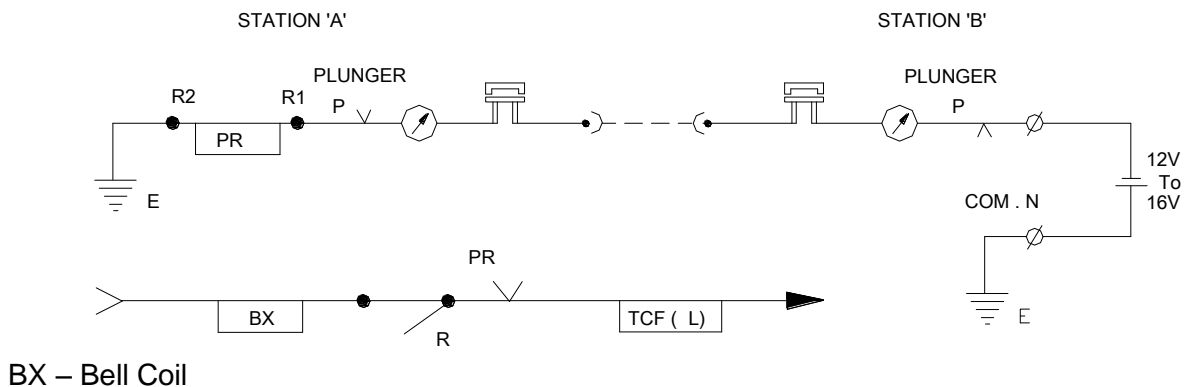 STATION 'A' STATION 'B'
PLUNGER PLUNGER
R2 R1 P P
PR
12V
To
16V
E COM . N
PR
E
BX TCF ( L)
R
BX – Bell Coil